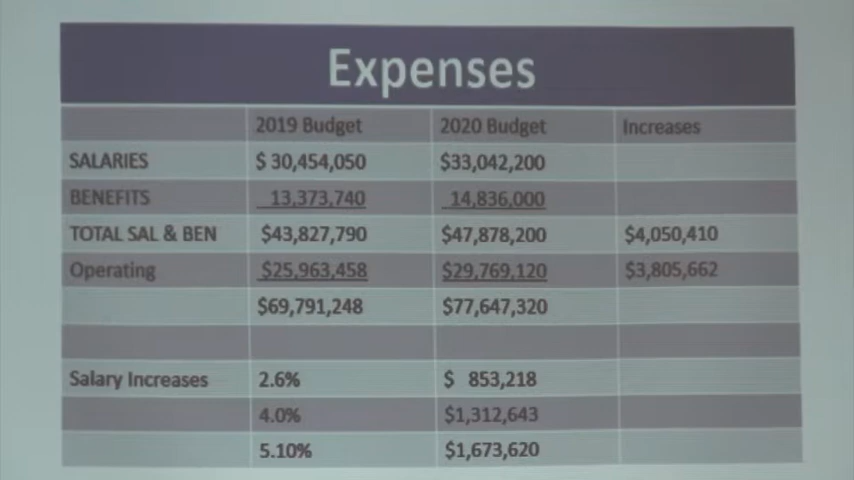 Expenses
2019 Budget 2020 Budget Increases
SALARIES $ 30,454,050 $33,042,200
BENEFITS 13,373,740 14,836,000
TOTAL SAL & BEN $43,827,790 $47,878,200 $4,050,410
Operating $25,963,458 $29,769,120 $3,805,662
$69,791,248 $77,647,320
Salary Increases 2.6% $ 853,218
4.0% $1,312,643
5.10% $1,673,620